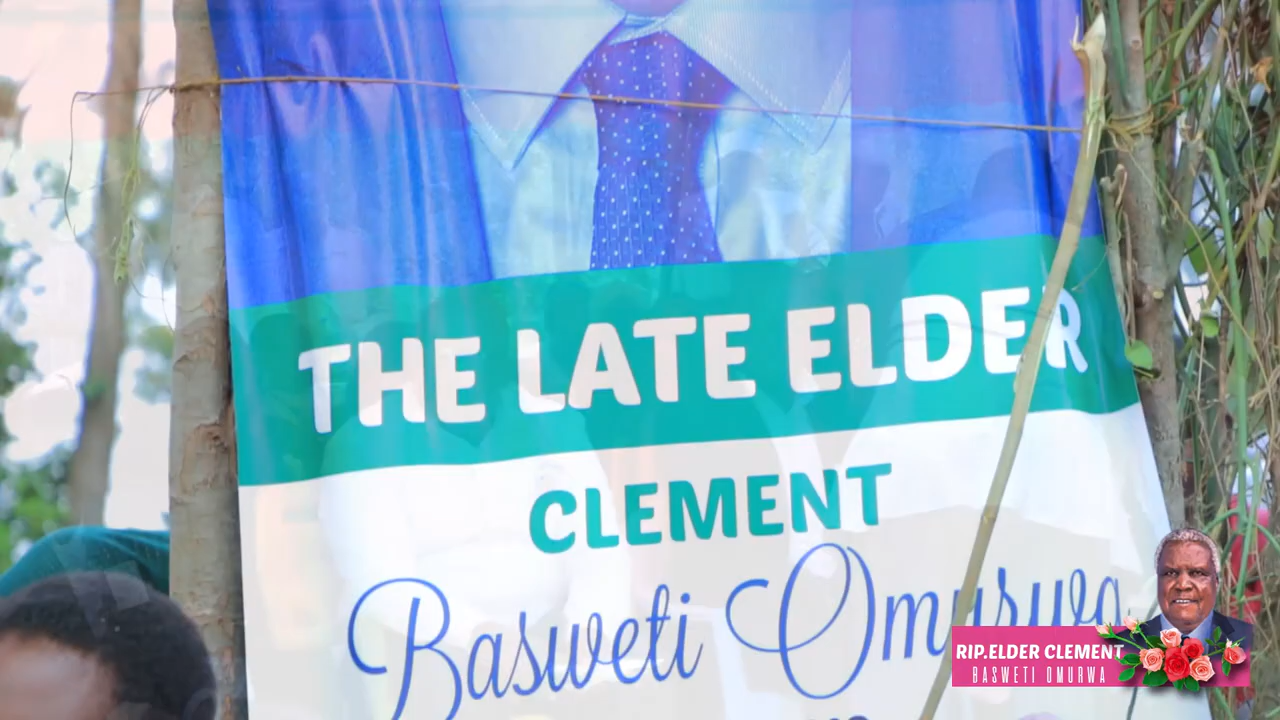 THE LATE ELDER
CLEMENT
Basweti Omurwa
RIP.ELDER CLEMENT
BASWETI OMURWA